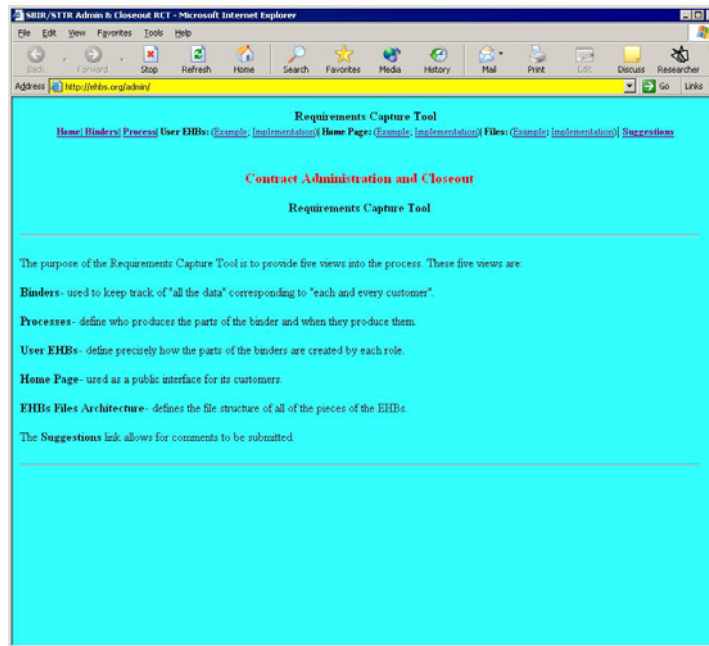 SBIR/STTR Admin & Closeout RCT - Microsoft Internet Explorer
File Edit View Favorites Tools Help
Back Forward Stop Refresh Home Search Favorites Media History Mail Print Edit Discuss Researcher
Address http://ehbs.org/admin/ Go Links
Requirements Capture Tool
Home| Binders| Process| User EHBs: (Example; Implementation)| Home Page: (Example; Implementation)| Files: (Example; Implementation)| Suggestions
Contract Administration and Closeout
Requirements Capture Tool
The purpose of the Requirements Capture Tool is to provide five views into the process. These five views are:
Binders- used to keep track of "all the data" corresponding to "each and every customer".
Processes- define who produces the parts of the binder and when they produce them.
User EHBs- define precisely how the parts of the binders are created by each role.
Home Page- used as a public interface for its customers.
EHBs Files Architecture- defines the file structure of all of the pieces of the EHBs.
The Suggestions link allows for comments to be submitted.